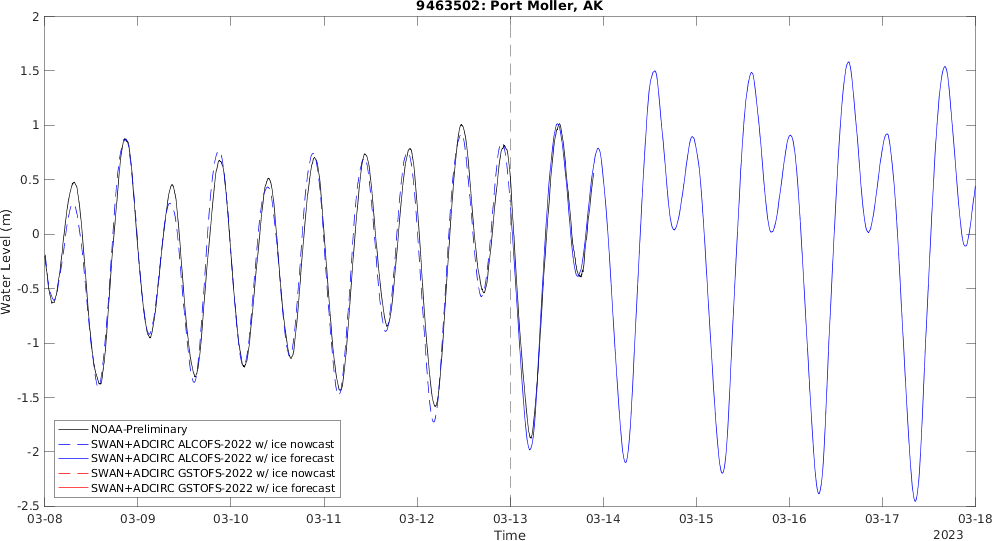 9463502: Port Moller, AK
2
1.5
1
0.5
0
-0.5
-1
-1.5
-2
-2.5
Water Level (m)
NOAA-Preliminary
SWAN+ADCIRC ALCOFS-2022 w/ ice nowcast
SWAN+ADCIRC ALCOFS-2022 w/ ice forecast
SWAN+ADCIRC GSTOFS-2022 w/ ice nowcast
SWAN+ADCIRC GSTOFS-2022 w/ ice forecast
03-08 03-09 03-10 03-11 03-12 03-13 03-14 03-15 03-16 03-17 03-18
Time
2023